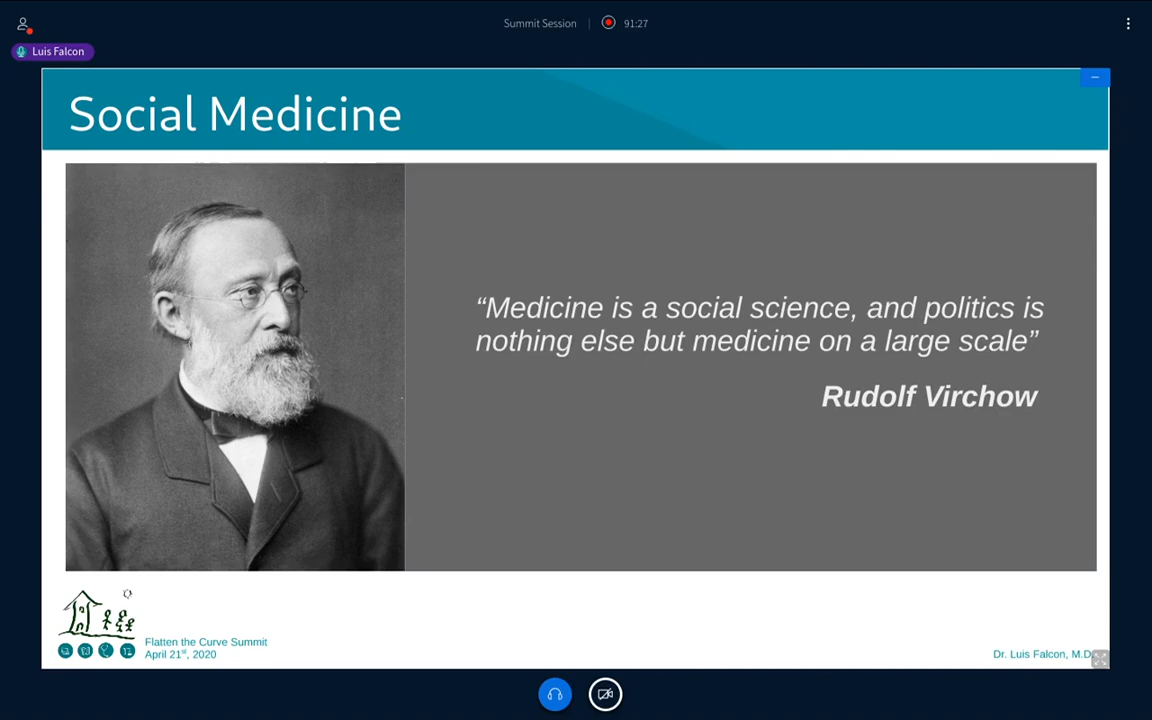 Summit Session
91:27
Luis Falcon
Social Medicine
“Medicine is a social science, and politics is
nothing else but medicine on a large scale”
Rudolf Virchow
Flatten the Curve Summit
April 21st, 2020
Dr. Luis Falcon, M.D